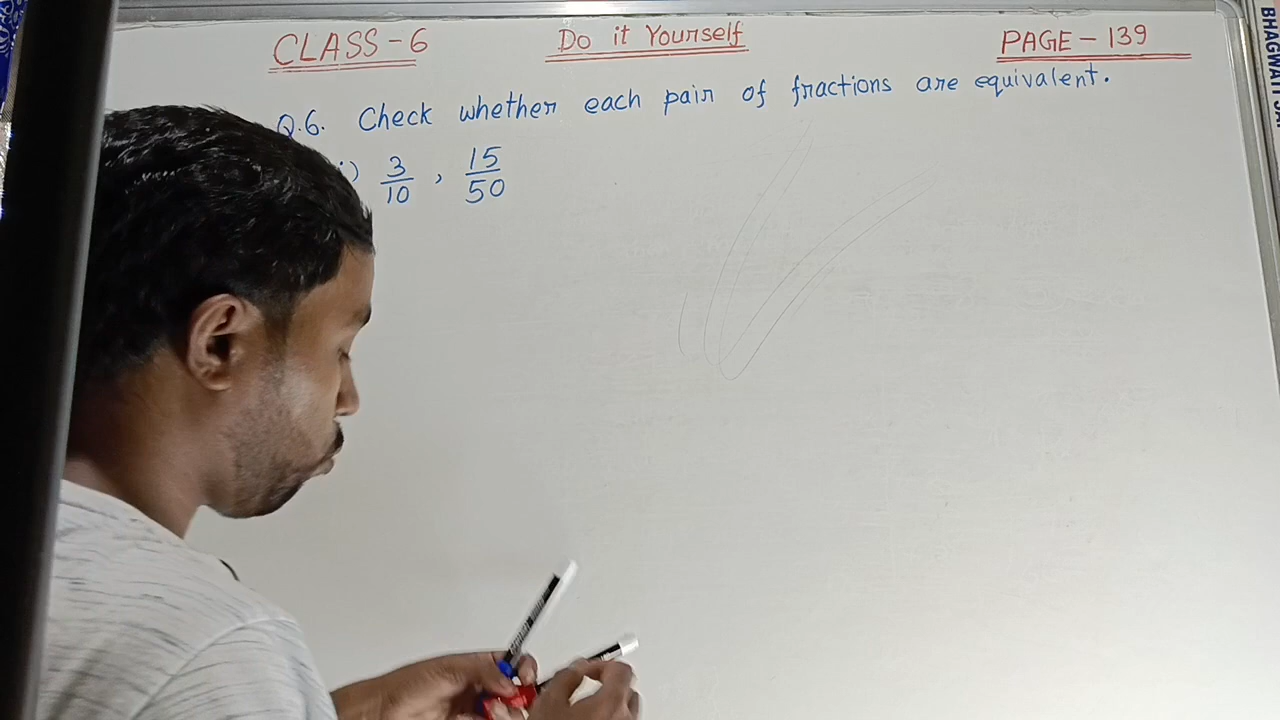 CLASS-6 Do it Yourself PAGE-139
Q.6. Check whether each pair of fractions are equivalent.
i) 3/10 , 15/50
BHAGWATI